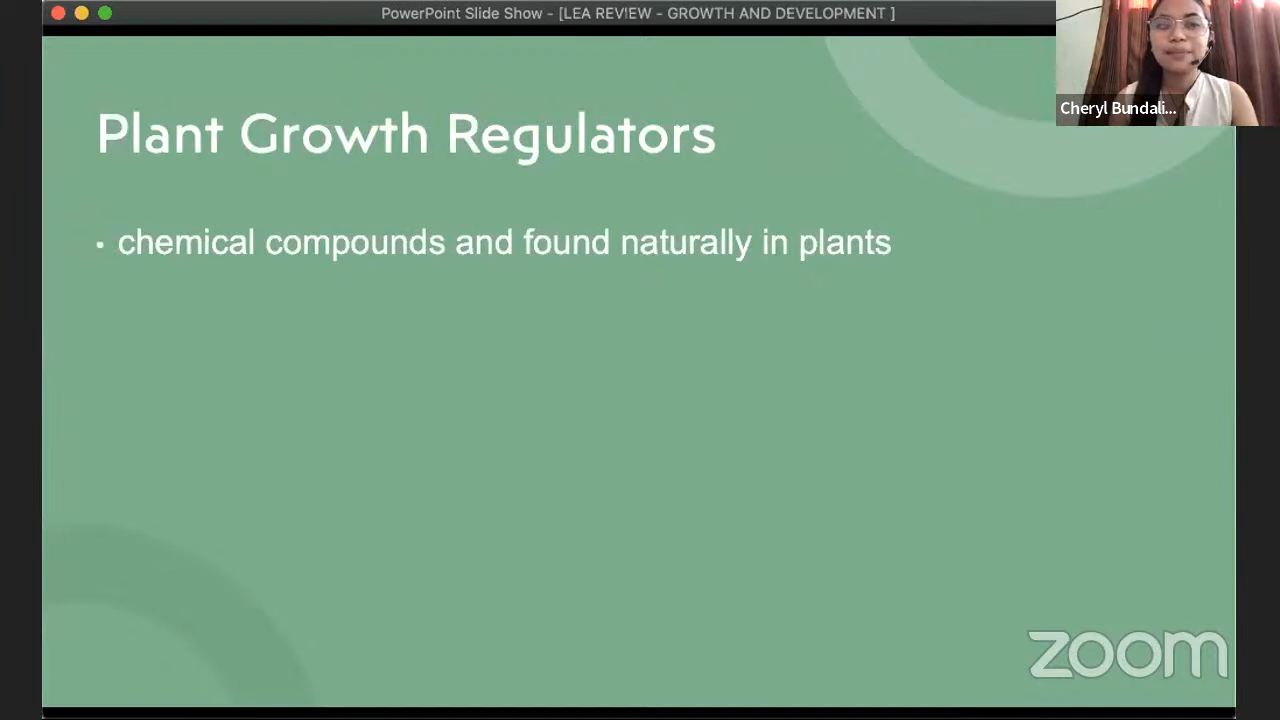 PowerPoint Slide Show - [LEA REVIEW - GROWTH AND DEVELOPMENT ]
Cheryl Bundali...
Plant Growth Regulators
• chemical compounds and found naturally in plants
zoom